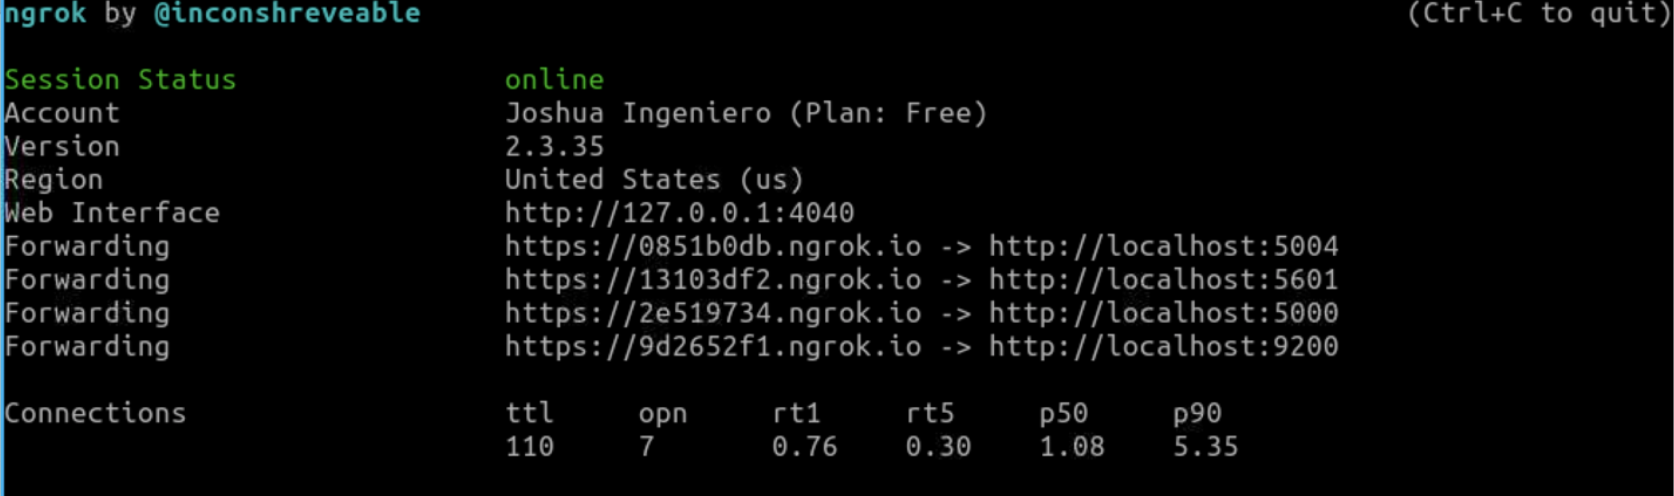 ngrok by @inconshreveable (Ctrl+C to quit)
Session Status online
Account Joshua Ingeniero (Plan: Free)
Version 2.3.35
Region United States (us)
Web Interface http://127.0.0.1:4040
Forwarding https://0851b0db.ngrok.io -> http://localhost:5004
Forwarding https://13103df2.ngrok.io -> http://localhost:5601
Forwarding https://2e519734.ngrok.io -> http://localhost:5000
Forwarding https://9d2652f1.ngrok.io -> http://localhost:9200
Connections ttl opn rt1 rt5 p50 p90
110 7 0.76 0.30 1.08 5.35